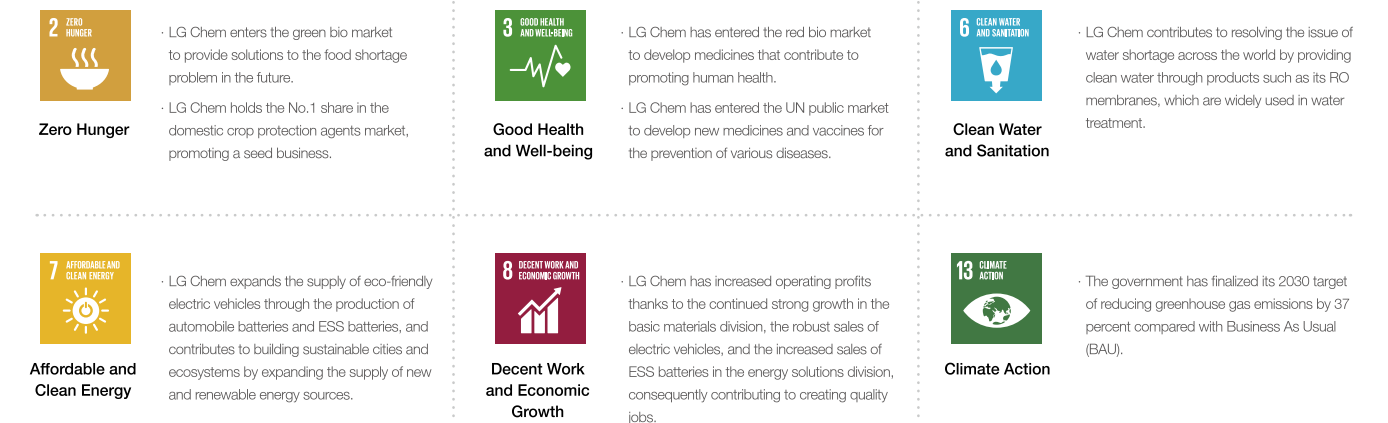 2 ZERO
HUNGER
Zero Hunger
· LG Chem enters the green bio market
to provide solutions to the food shortage
problem in the future.
· LG Chem holds the No.1 share in the
domestic crop protection agents market,
promoting a seed business.
3 GOOD HEALTH
AND WELL-BEING
Good Health
and Well-being
· LG Chem has entered the red bio market
to develop medicines that contribute to
promoting human health.
· LG Chem has entered the UN public market
to develop new medicines and vaccines for
the prevention of various diseases.
6 CLEAN WATER
AND SANITATION
Clean Water
and Sanitation
· LG Chem contributes to resolving the issue of
water shortage across the world by providing
clean water through products such as its RO
membranes, which are widely used in water
treatment.
7 AFFORDABLE AND
CLEAN ENERGY
Affordable and
Clean Energy
· LG Chem expands the supply of eco-friendly
electric vehicles through the production of
automobile batteries and ESS batteries, and
contributes to building sustainable cities and
ecosystems by expanding the supply of new
and renewable energy sources.
8 DECENT WORK AND
ECONOMIC GROWTH
Decent Work
and Economic
Growth
· LG Chem has increased operating profits
thanks to the continued strong growth in the
basic materials division, the robust sales of
electric vehicles, and the increased sales of
ESS batteries in the energy solutions division,
consequently contributing to creating quality
jobs.
13 CLIMATE
ACTION
Climate Action
· The government has finalized its 2030 target
of reducing greenhouse gas emissions by 37
percent compared with Business As Usual
(BAU).